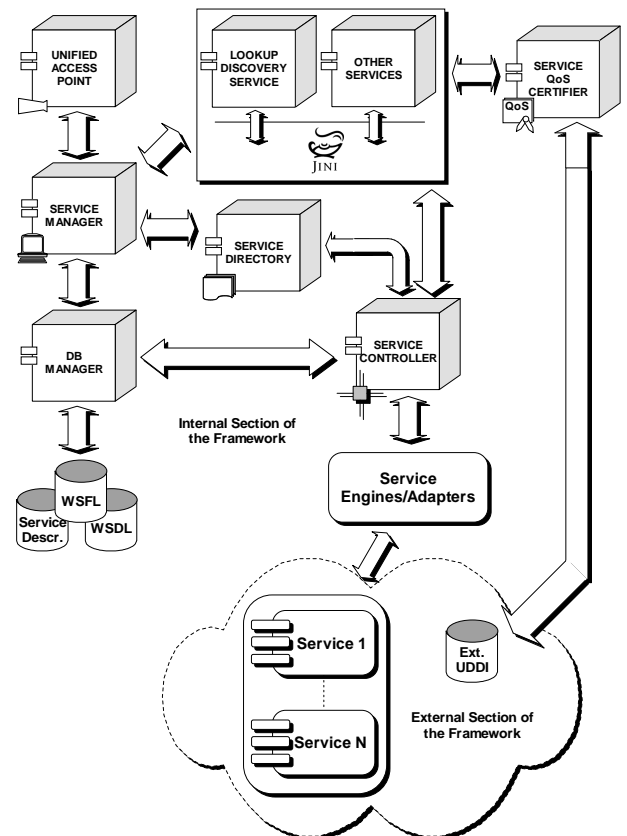 UNIFIED
ACCESS
POINT
LOOKUP
DISCOVERY
SERVICE
OTHER
SERVICES
SERVICE
QoS
CERTIFIER
QoS
JINI
SERVICE
MANAGER
SERVICE
DIRECTORY
DB
MANAGER
SERVICE
CONTROLLER
Internal Section of
the Framework
WSFL
Service
Descr.
WSDL
Service
Engines/Adapters
Service 1
Ext.
UDDI
Service N
External Section of
the Framework